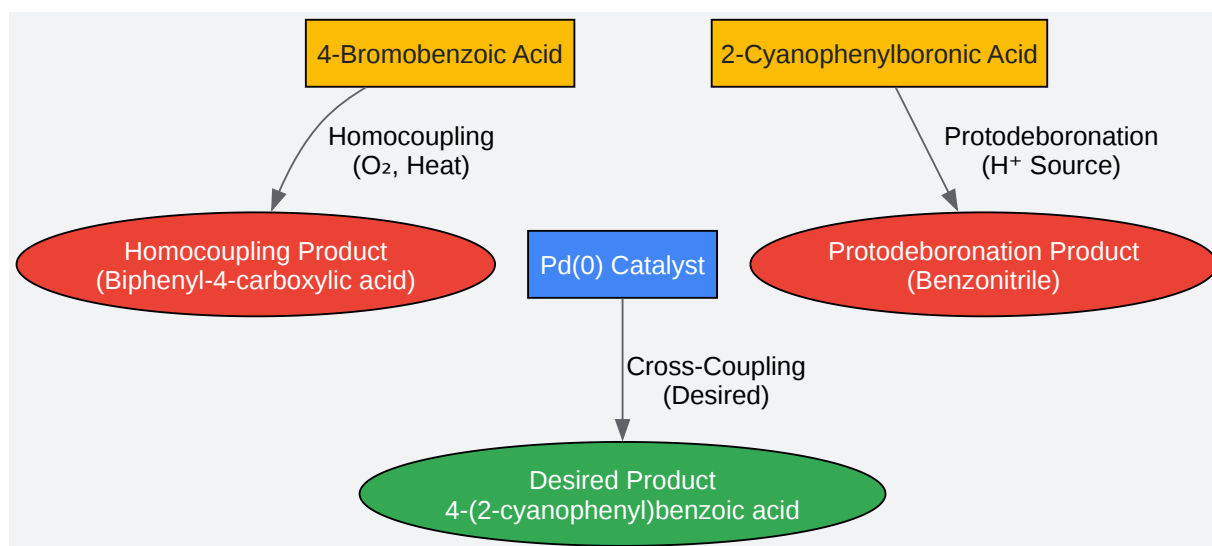 4-Bromobenzoic Acid
2-Cyanophenylboronic Acid
Homocoupling
(O₂, Heat)
Protodeboronation
(H⁺ Source)
Homocoupling Product
(Biphenyl-4-carboxylic acid)
Pd(0) Catalyst
Protodeboronation Product
(Benzonitrile)
Cross-Coupling
(Desired)
Desired Product
4-(2-cyanophenyl)benzoic acid